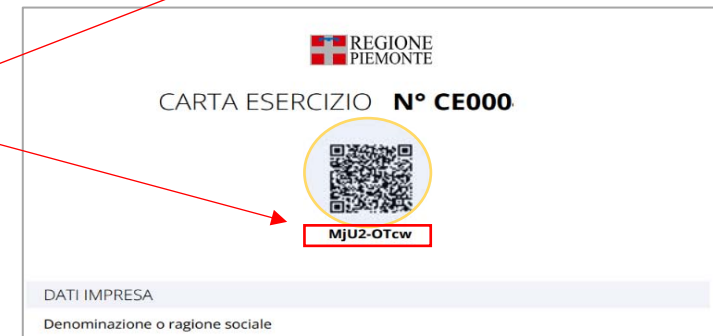 REGIONE
PIEMONTE
CARTA ESERCIZIO N° CE000
MjU2-OTcw
DATI IMPRESA
Denominazione o ragione sociale